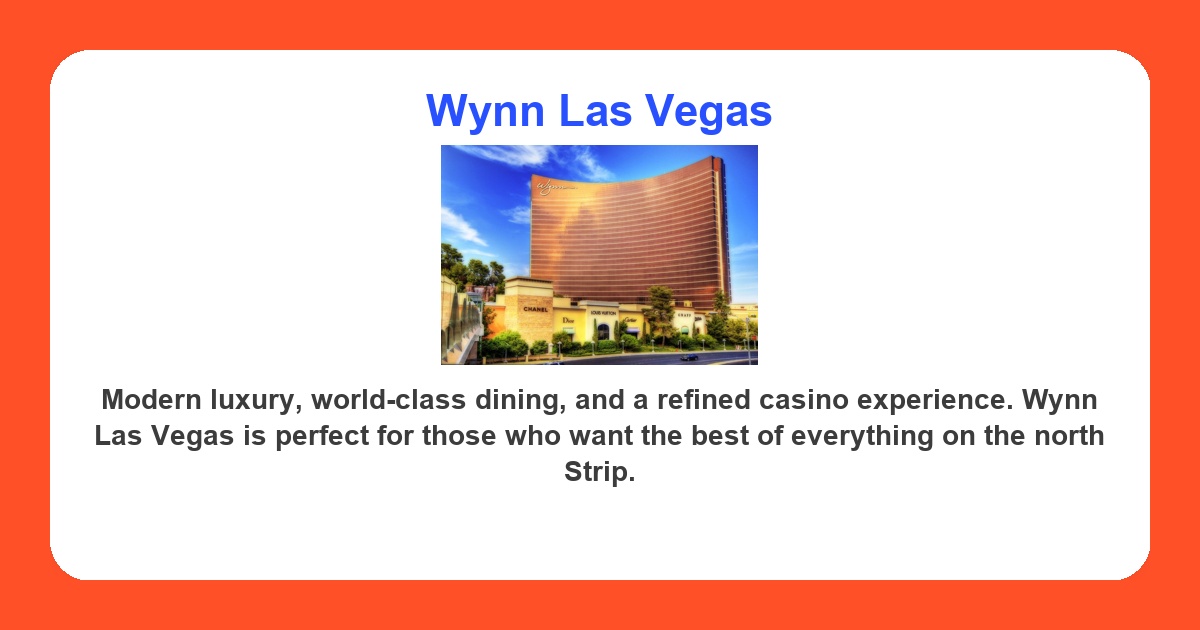 Wynn Las Vegas
Wynn
CHANEL
Dior
LOUIS VUITTON
Cartier
GRAFF
Modern luxury, world-class dining, and a refined casino experience. Wynn
Las Vegas is perfect for those who want the best of everything on the north
Strip.